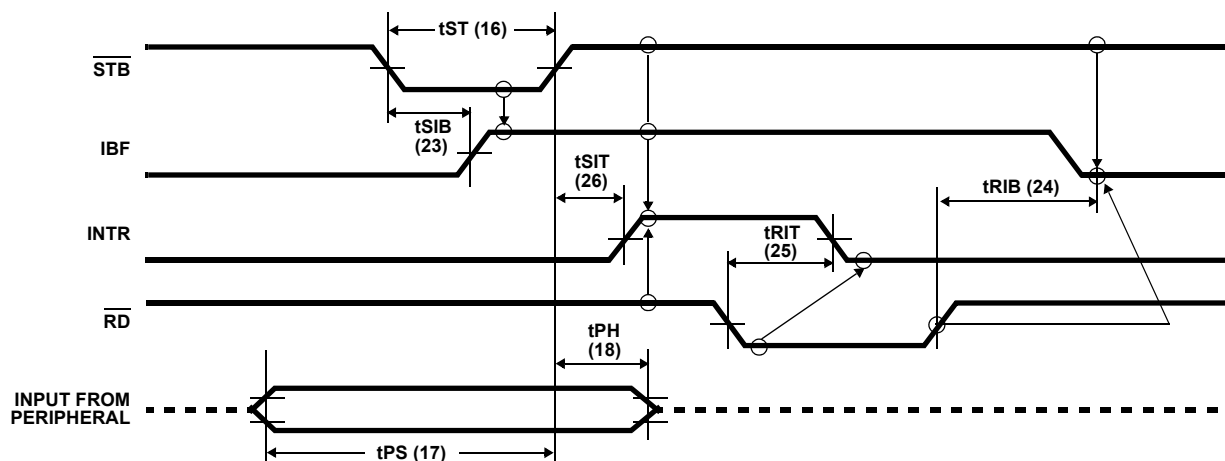 tST (16)
STB
tSIB
(23)
IBF
tSIT
(26)
tRIB (24)
INTR
tRIT
(25)
RD
tPH
(18)
INPUT FROM
PERIPHERAL
tPS (17)